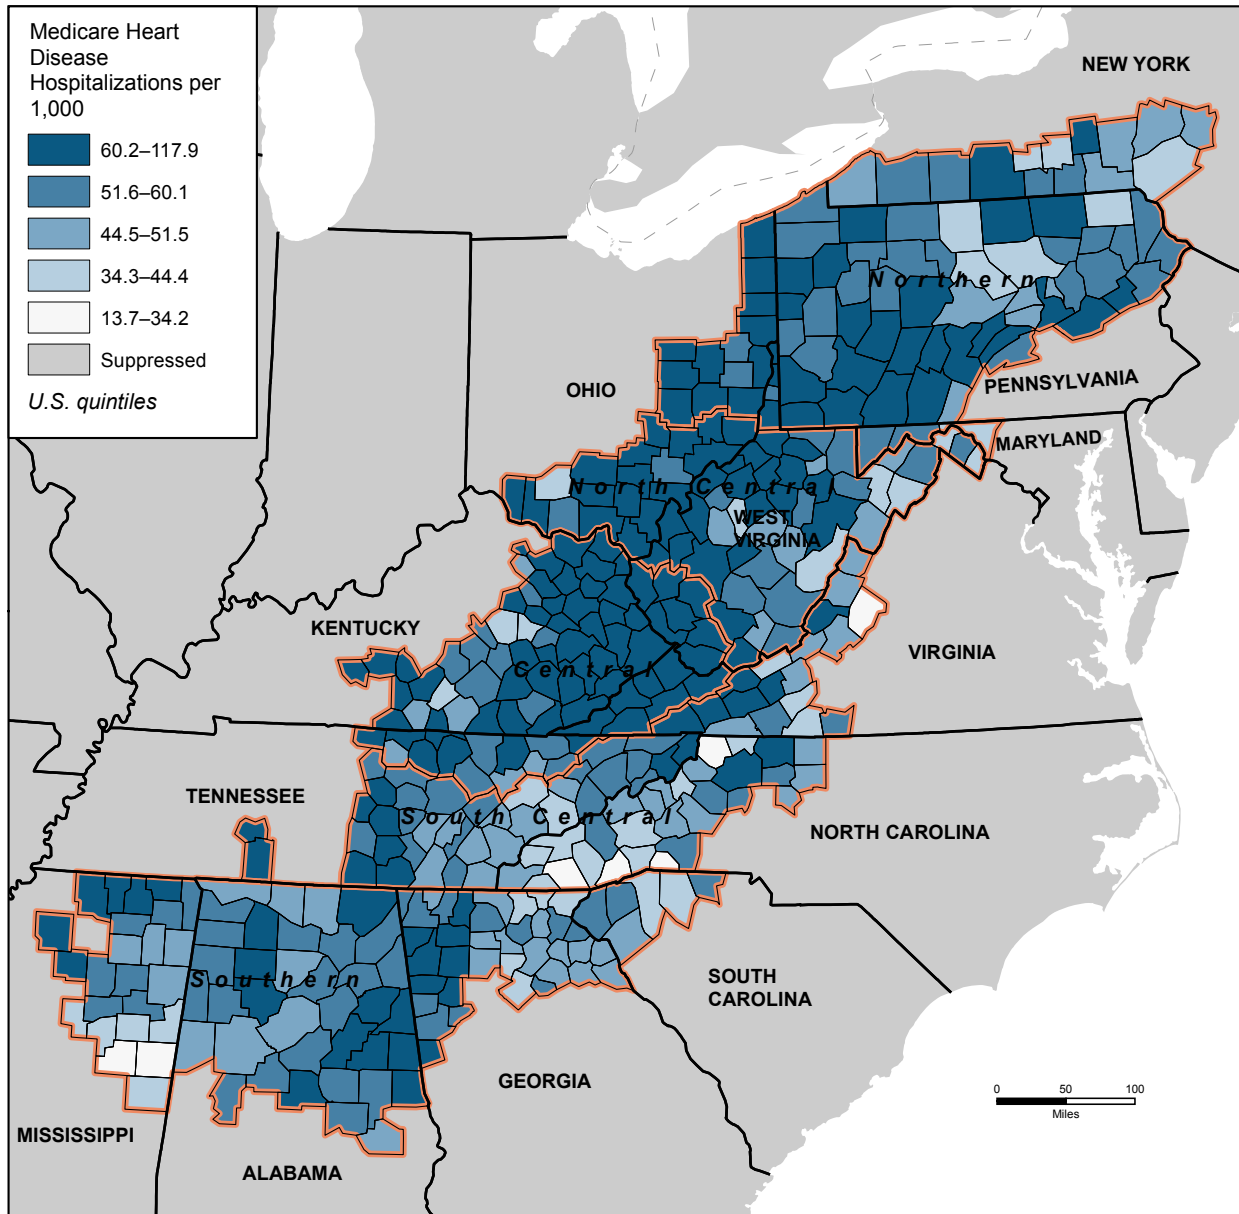 Medicare Heart
Disease
Hospitalizations per
1,000
60.2–117.9
51.6–60.1
44.5–51.5
34.3–44.4
13.7–34.2
Suppressed
U.S. quintiles
NEW YORK
Northern
PENNSYLVANIA
OHIO
MARYLAND
North Central
WEST
VIRGINIA
KENTUCKY
VIRGINIA
Central
TENNESSEE
South Central
NORTH CAROLINA
Southern
SOUTH
CAROLINA
GEORGIA
0 50 100
Miles
MISSISSIPPI
ALABAMA